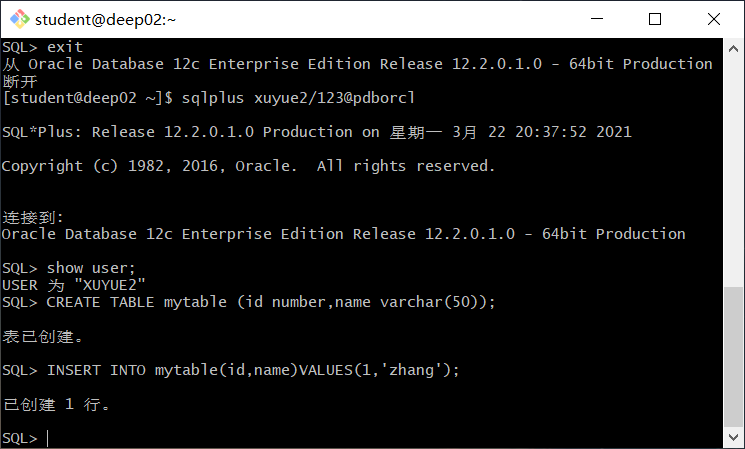 student@deep02:~
SQL> exit
从 Oracle Database 12c Enterprise Edition Release 12.2.0.1.0 - 64bit Production
断开
[student@deep02 ~]$ sqlplus xuyue2/123@pdborcl
SQL*Plus: Release 12.2.0.1.0 Production on 星期一 3月 22 20:37:52 2021
Copyright (c) 1982, 2016, Oracle.  All rights reserved.
连接到:
Oracle Database 12c Enterprise Edition Release 12.2.0.1.0 - 64bit Production
SQL> show user;
USER 为 "XUYUE2"
SQL> CREATE TABLE mytable (id number,name varchar(50));
表已创建。
SQL> INSERT INTO mytable(id,name)VALUES(1,'zhang');
已创建 1 行。
SQL>